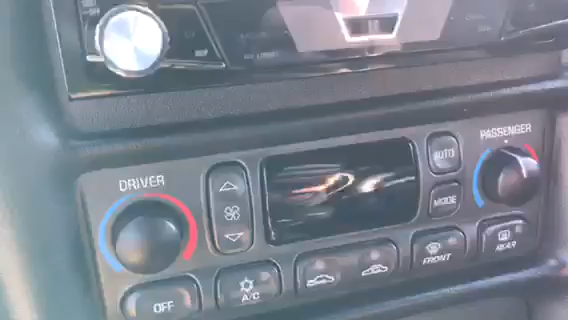 PASSENGER
AUTO
DRIVER
MODE
FRONT
REAR
A/C
OFF